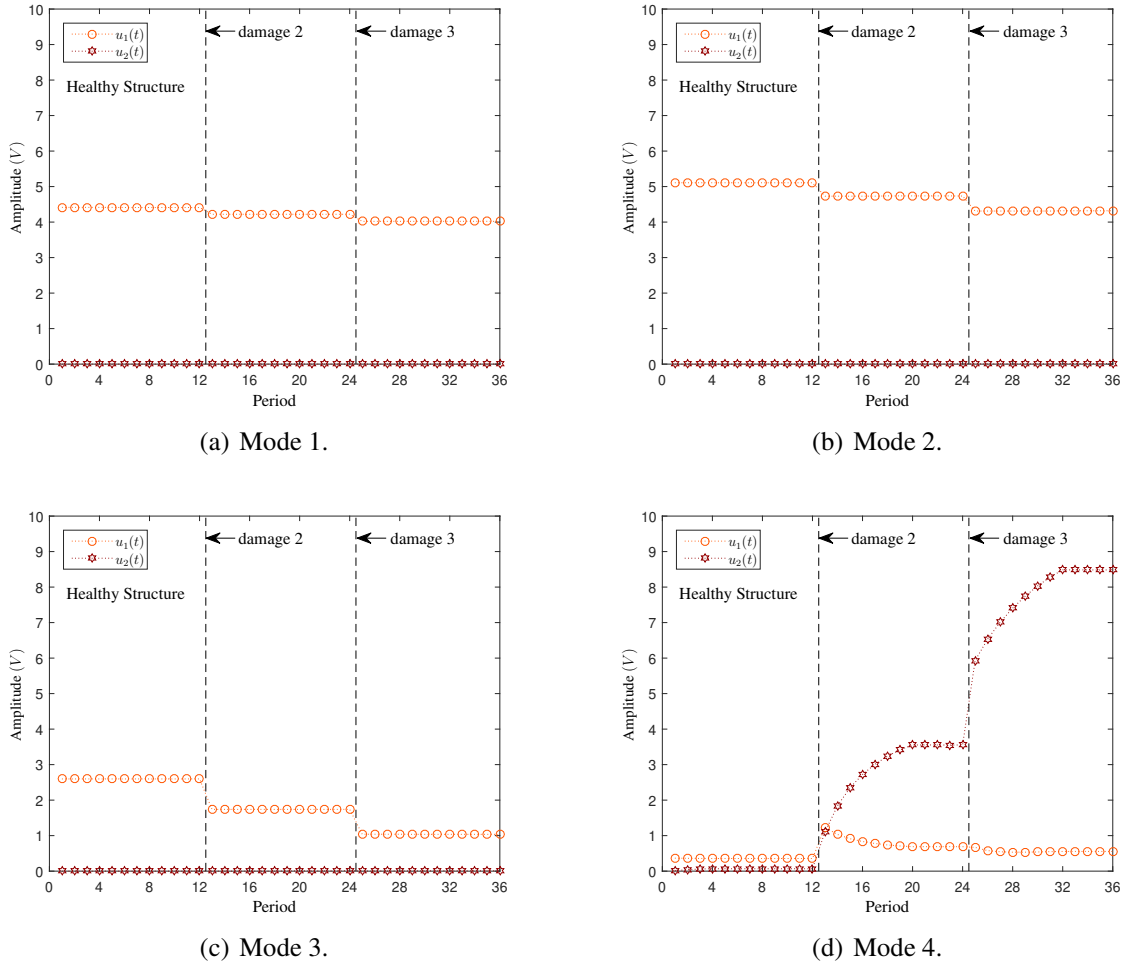 10
9
8
7
6
5
4
3
2
1
0
Amplitude (V)
u₁(t)
u₂(t)
damage 2
damage 3
Healthy Structure
0 4 8 12 16 20 24 28 32 36
Period
(a) Mode 1.
10
9
8
7
6
5
4
3
2
1
0
Amplitude (V)
u₁(t)
u₂(t)
damage 2
damage 3
Healthy Structure
0 4 8 12 16 20 24 28 32 36
Period
(b) Mode 2.
10
9
8
7
6
5
4
3
2
1
0
Amplitude (V)
u₁(t)
u₂(t)
damage 2
damage 3
Healthy Structure
0 4 8 12 16 20 24 28 32 36
Period
(c) Mode 3.
10
9
8
7
6
5
4
3
2
1
0
Amplitude (V)
u₁(t)
u₂(t)
damage 2
damage 3
Healthy Structure
0 4 8 12 16 20 24 28 32 36
Period
(d) Mode 4.